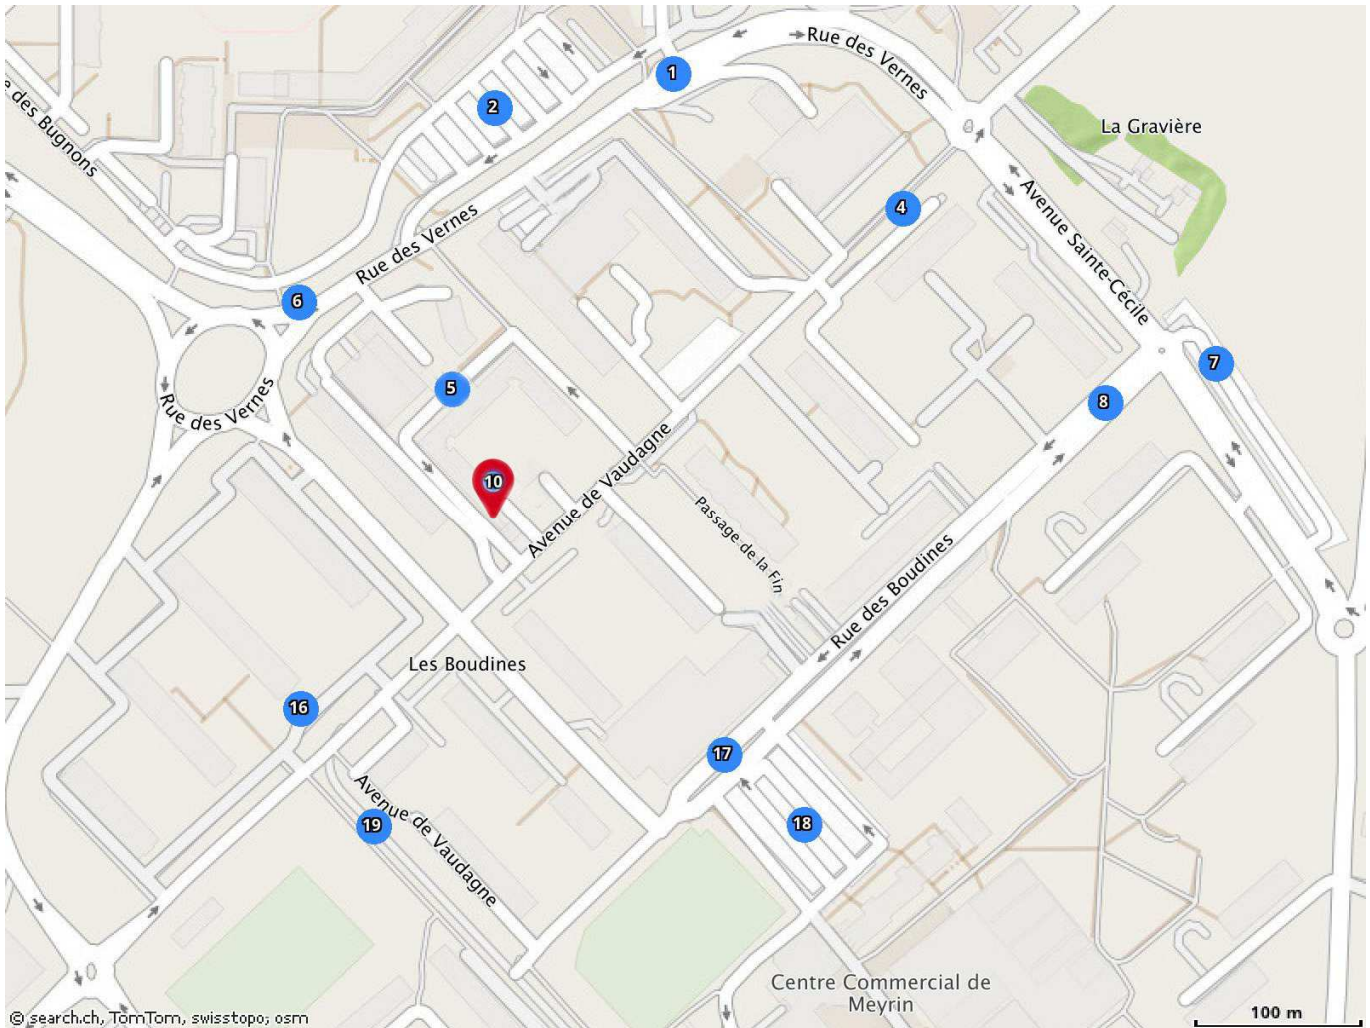 Rue des Vernes
1
2
La Gravière
e des Bugnons
4
Avenue Sainte-Cécile
Rue des Vernes
6
7
5
Rue des Vernes
8
Avenue de Vaudagne
10
Passage de la Fin
Rue des Boudines
Les Boudines
16
17
Avenue de Vaudagne
19
18
Centre Commercial de
Meyrin
© search.ch, TomTom, swisstopo; osm
100 m